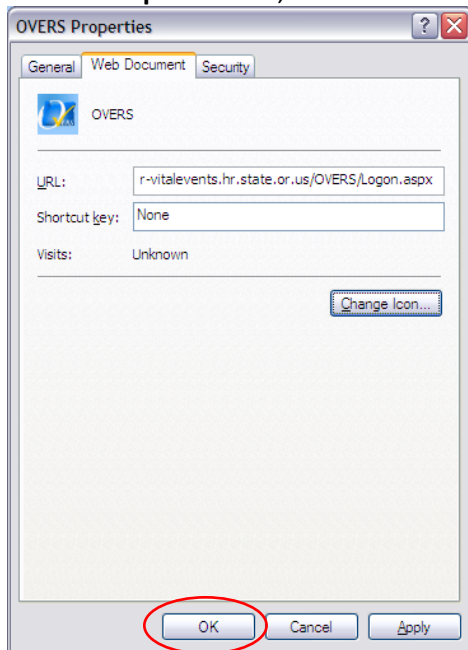 OVERS Properties
General Web Document Security
OVERS
URL: r-vitalevents.hr.state.or.us/OVERS/Logon.aspx
Shortcut key: None
Visits: Unknown
Change Icon...
OK Cancel Apply